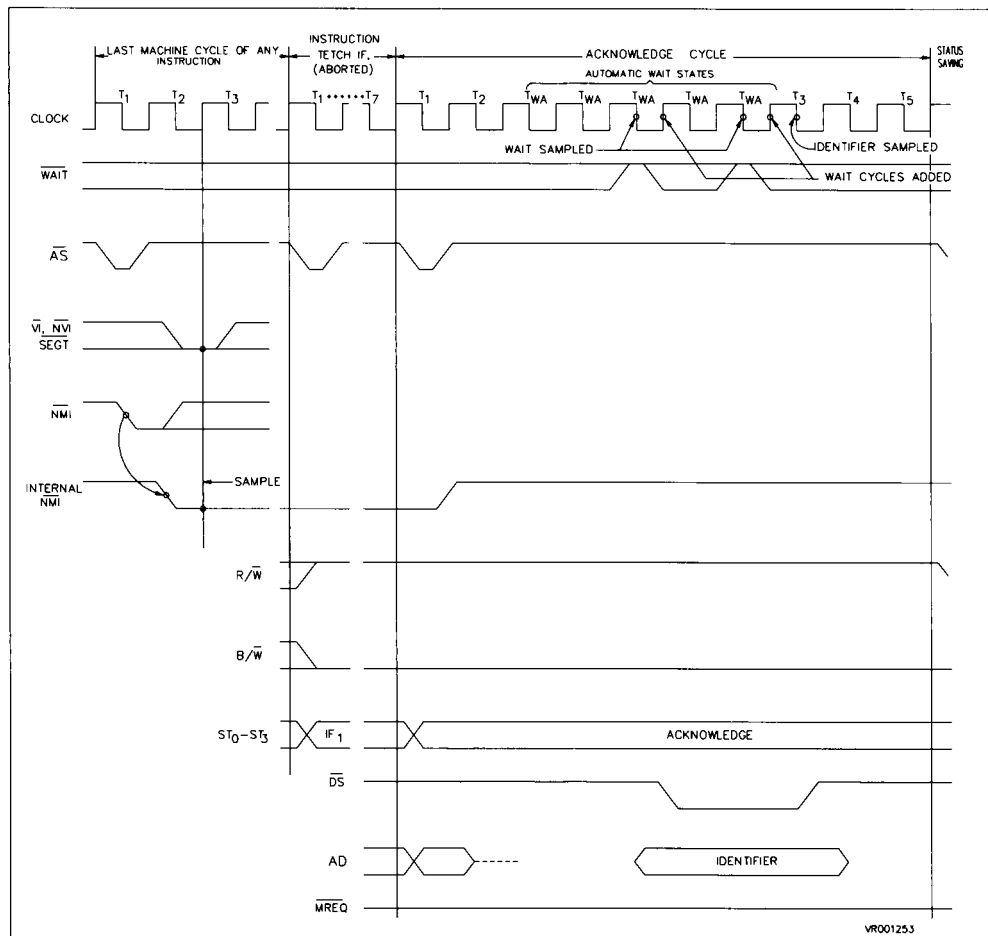 LAST MACHINE CYCLE OF ANY
INSTRUCTION
INSTRUCTION
TETCH IF,
(ABORTED)
ACKNOWLEDGE CYCLE
STATUS
SAVING
AUTOMATIC WAIT STATES
T1 T2 T3 T1 ······ T7 T1 T2 TWA TWA TWA TWA TWA T3 T4 T5
CLOCK
WAIT SAMPLED
IDENTIFIER SAMPLED
WAIT
WAIT CYCLES ADDED
AS
VI, NVI
SEGT
NMI
INTERNAL
NMI
SAMPLE
R/W
B/W
ST0–ST3
IF1
ACKNOWLEDGE
DS
AD
IDENTIFIER
MREQ
VR001253